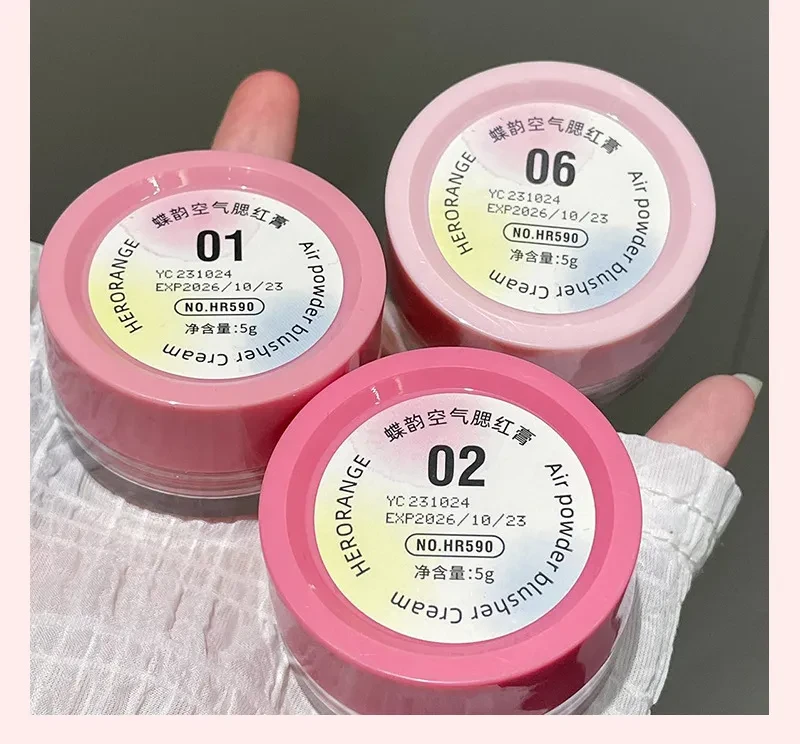 蝶韵空气腮红膏
01
YC 231024
EXP2026/10/23
NO.HR590
净含量:5g
HERORANGE
Air powder blusher Cream
蝶韵空气腮红膏
06
YC 231024
EXP2026/10/23
NO.HR590
净含量:5g
HERORANGE
Air powder blusher Cream
蝶韵空气腮红膏
02
YC 231024
EXP2026/10/23
NO.HR590
净含量:5g
HERORANGE
Air powder blusher Cream